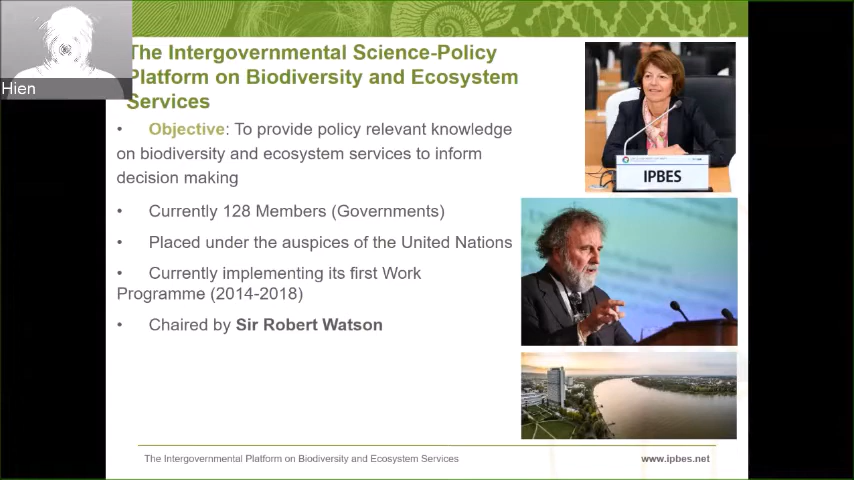 The Intergovernmental Science-Policy
Platform on Biodiversity and Ecosystem
Services
Hien
• Objective: To provide policy relevant knowledge
on biodiversity and ecosystem services to inform
decision making
• Currently 128 Members (Governments)
• Placed under the auspices of the United Nations
• Currently implementing its first Work
Programme (2014-2018)
• Chaired by Sir Robert Watson
IPBES
The Intergovernmental Platform on Biodiversity and Ecosystem Services
www.ipbes.net